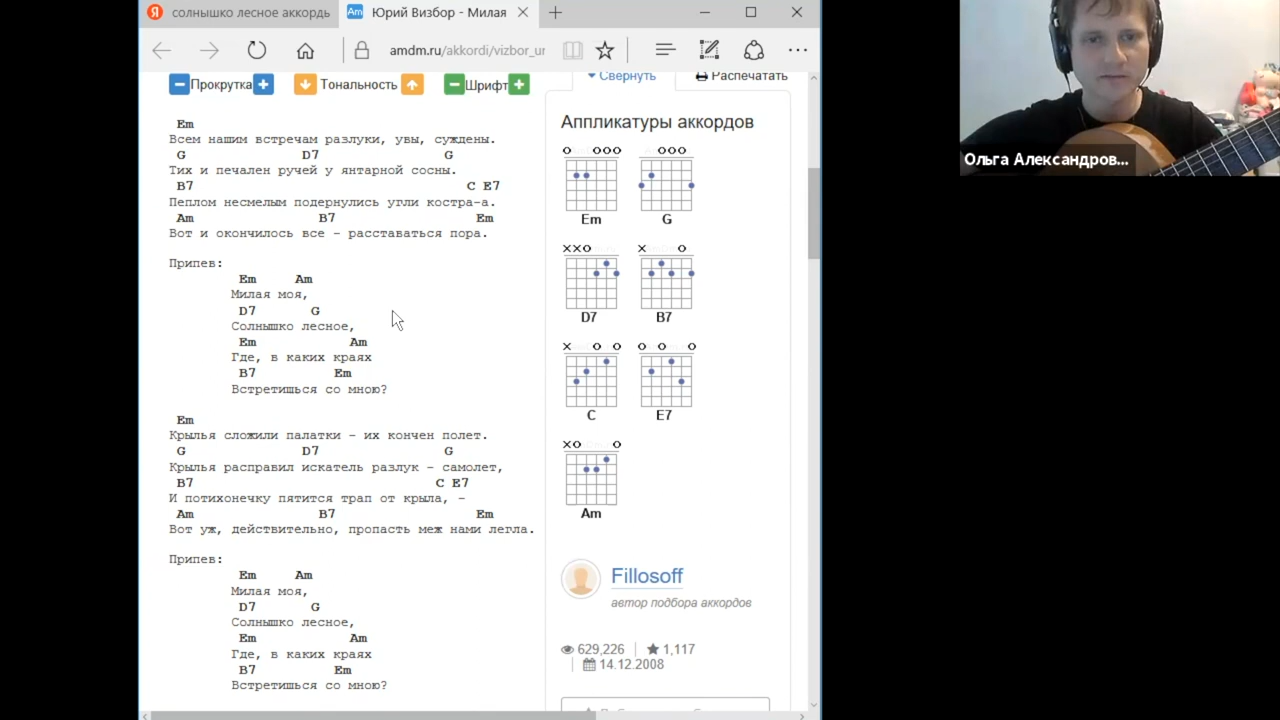 солнышко лесное аккордь
Юрий Визбор - Милая
amdm.ru/akkordi/vizbor_ur
Прокрутка
Тональность
Шрифт
Свернуть
Распечатать
Em
Всем нашим встречам разлуки, увы, суждены.
G D7 G
Тих и печален ручей у янтарной сосны.
B7 C E7
Пеплом несмелым подернулись угли костра-а.
Am B7 Em
Вот и окончилось все - расставаться пора.
Припев:
Em Am
Милая моя,
D7 G
Солнышко лесное,
Em Am
Где, в каких краях
B7 Em
Встретишься со мною?
Em
Крылья сложили палатки - их кончен полет.
G D7 G
Крылья расправил искатель разлук - самолет,
B7 C E7
И потихонечку пятится трап от крыла, -
Am B7 Em
Вот уж, действительно, пропасть меж нами легла.
Припев:
Em Am
Милая моя,
D7 G
Солнышко лесное,
Em Am
Где, в каких краях
B7 Em
Встретишься со мною?
Аппликатуры аккордов
Em G
D7 B7
C E7
Am
Fillosoff
автор подбора аккордов
629,226 1,117
14.12.2008
Ольга Александров...